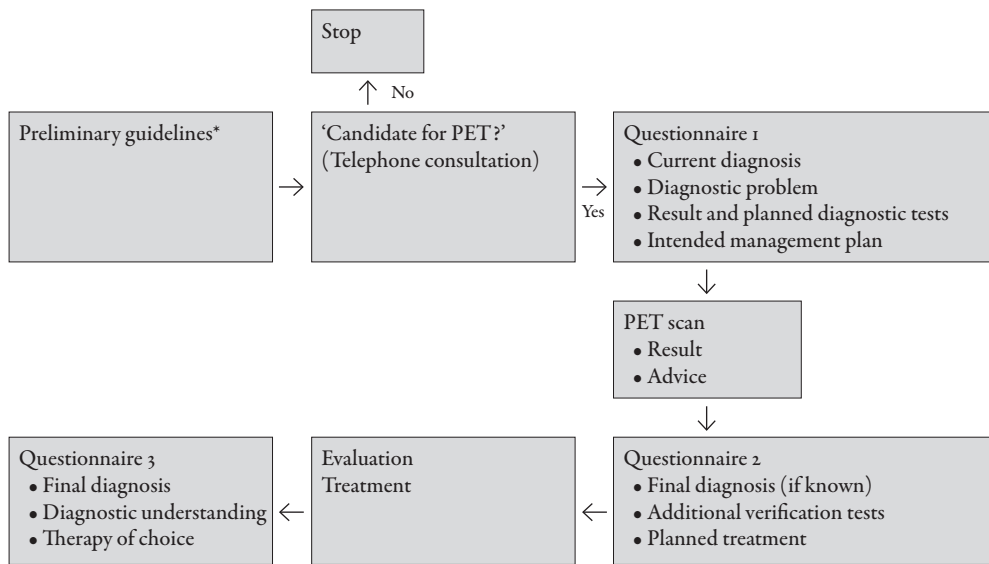 Stop
No
Preliminary guidelines*
‘Candidate for PET?’
(Telephone consultation)
Yes
Questionnaire 1
• Current diagnosis
• Diagnostic problem
• Result and planned diagnostic tests
• Intended management plan
PET scan
• Result
• Advice
Questionnaire 2
• Final diagnosis (if known)
• Additional verification tests
• Planned treatment
Evaluation
Treatment
Questionnaire 3
• Final diagnosis
• Diagnostic understanding
• Therapy of choice